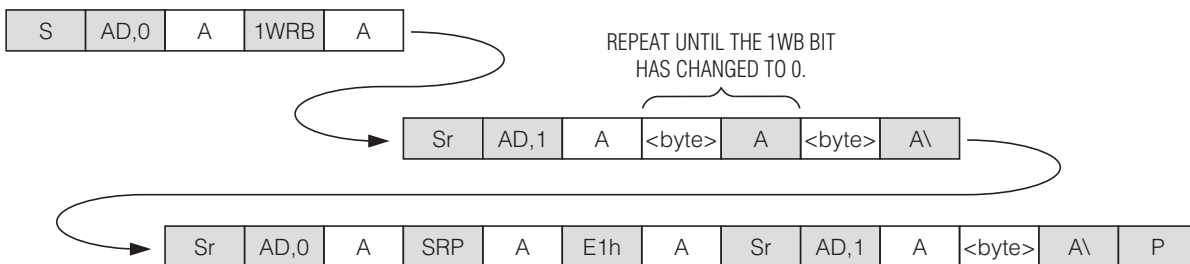 S AD,0 A 1WRB A
REPEAT UNTIL THE 1WB BIT
HAS CHANGED TO 0.
Sr AD,1 A <byte> A <byte> A\
Sr AD,0 A SRP A E1h A Sr AD,1 A <byte> A\ P